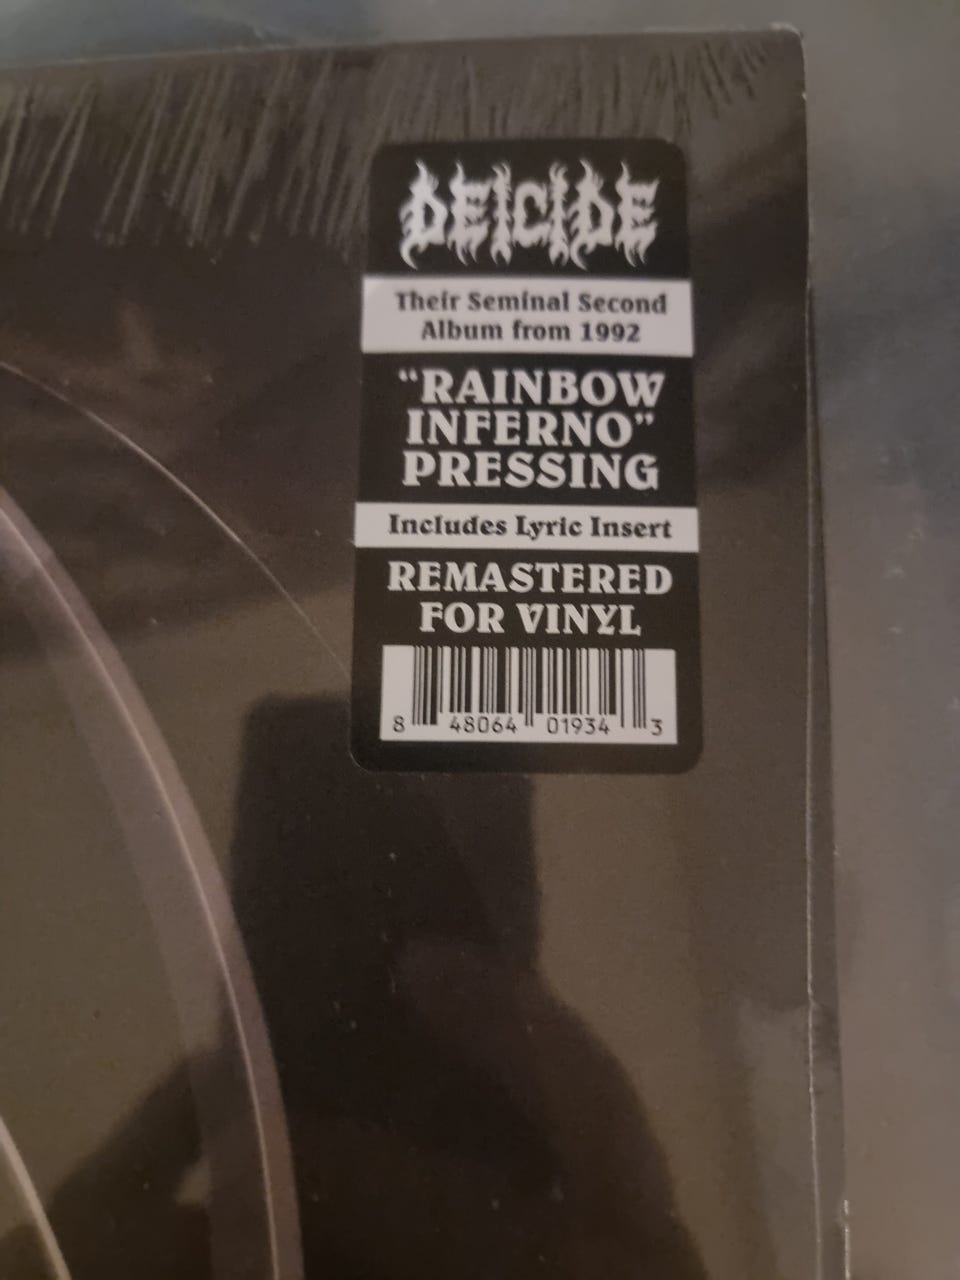 DEICIDE
Their Seminal Second
Album from 1992
“RAINBOW
INFERNO”
PRESSING
Includes Lyric Insert
REMASTERED
FOR VINYL
8 48064 01934 3